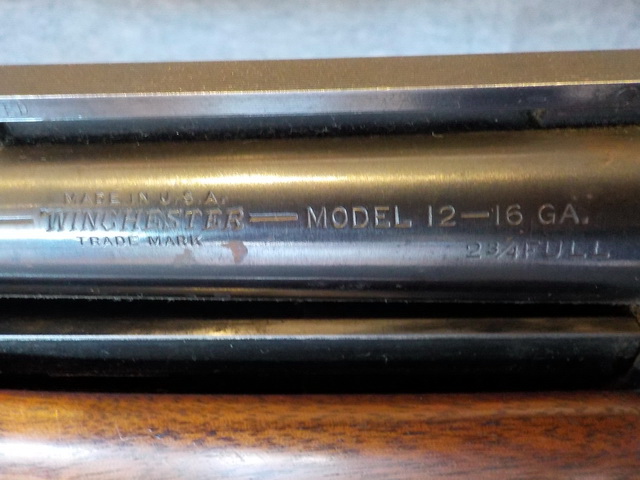 MADE IN U.S.A.
WINCHESTER — MODEL 12—16 GA.
TRADE MARK
2¾ FULL